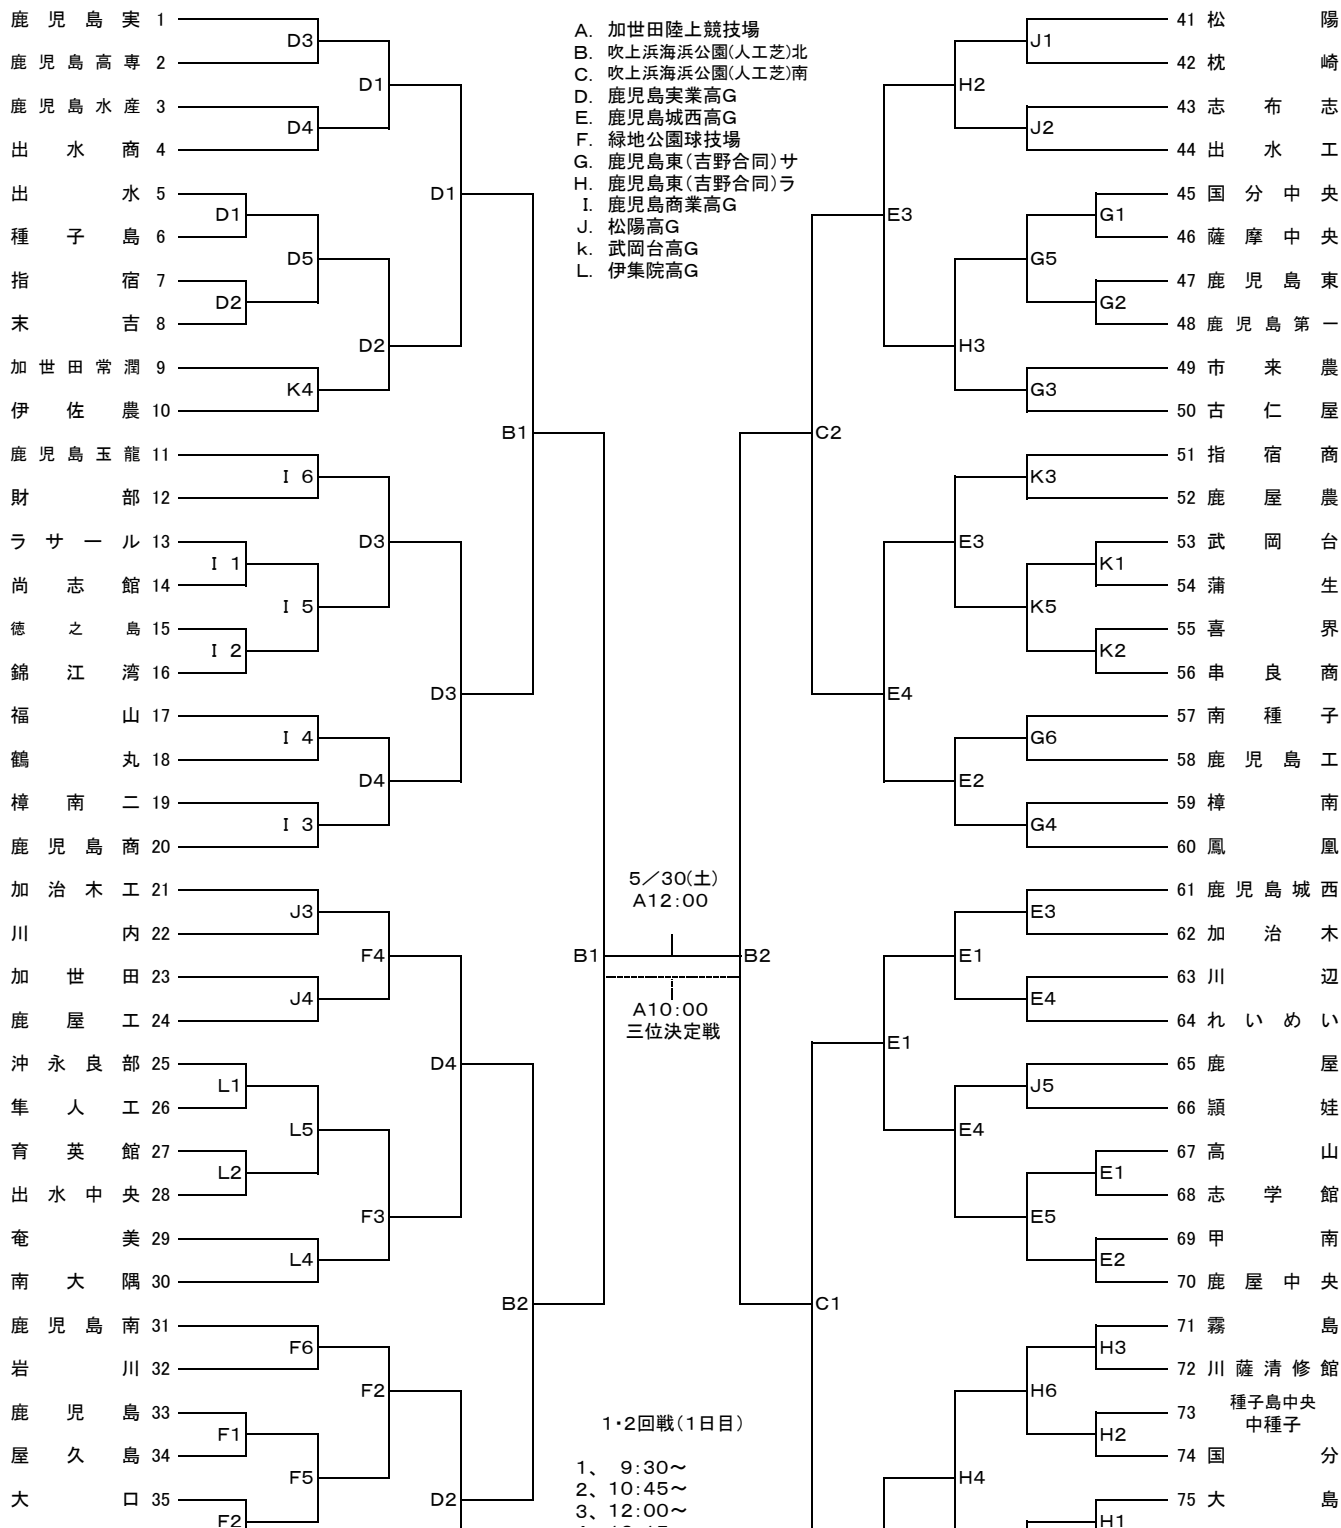 A. 加世田陸上競技場
B. 吹上浜海浜公園(人工芝)北
C. 吹上浜海浜公園(人工芝)南
D. 鹿児島実業高G
E. 鹿児島城西高G
F. 緑地公園球技場
G. 鹿児島東(吉野合同)サ
H. 鹿児島東(吉野合同)ラ
I. 鹿児島商業高G
J. 松陽高G
k. 武岡台高G
L. 伊集院高G
鹿児島実 1
鹿児島高専 2
鹿児島水産 3
出水商 4
出水 5
種子島 6
指宿 7
末吉 8
加世田常潤 9
伊佐農 10
鹿児島玉龍 11
財部 12
ラサール 13
尚志館 14
徳之島 15
錦江湾 16
福山 17
鶴丸 18
樟南二 19
鹿児島商 20
加治木工 21
川内 22
加世田 23
鹿屋工 24
沖永良部 25
隼人工 26
育英館 27
出水中央 28
奄美 29
南大隅 30
鹿児島南 31
岩川 32
鹿児島 33
屋久島 34
大口 35
D3
D4
D1
D2
K4
I 6
I 1
I 2
I 5
I 4
I 3
J3
J4
L1
L2
L5
L4
F6
F1
F5
F2
D1
D5
D2
D3
D4
F4
F3
F2
D1
D3
D4
D2
B1
B2
B1
5/30(土)
A12:00
A10:00
三位決定戦
B2
1・2回戦(1日目)
1、 9:30~
2、 10:45~
3、 12:00~
C2
C1
E3
E4
E1
H2
H3
E3
E2
E1
E4
H4
J1
J2
G5
G3
K3
K5
G6
G4
E3
E4
J5
E5
H6
G1
G2
K1
K2
E1
E2
H3
H2
H1
41 松陽
42 枕崎
43 志布志
44 出水工
45 国分中央
46 薩摩中央
47 鹿児島東
48 鹿児島第一
49 市来農
50 古仁屋
51 指宿商
52 鹿屋農
53 武岡台
54 蒲生
55 喜界
56 串良商
57 南種子
58 鹿児島工
59 樟南
60 鳳凰
61 鹿児島城西
62 加治木
63 川辺
64 れいめい
65 鹿屋
66 頴娃
67 高山
68 志学館
69 甲南
70 鹿屋中央
71 霧島
72 川薩清修館
73 種子島中央
中種子
74 国分
75 大島